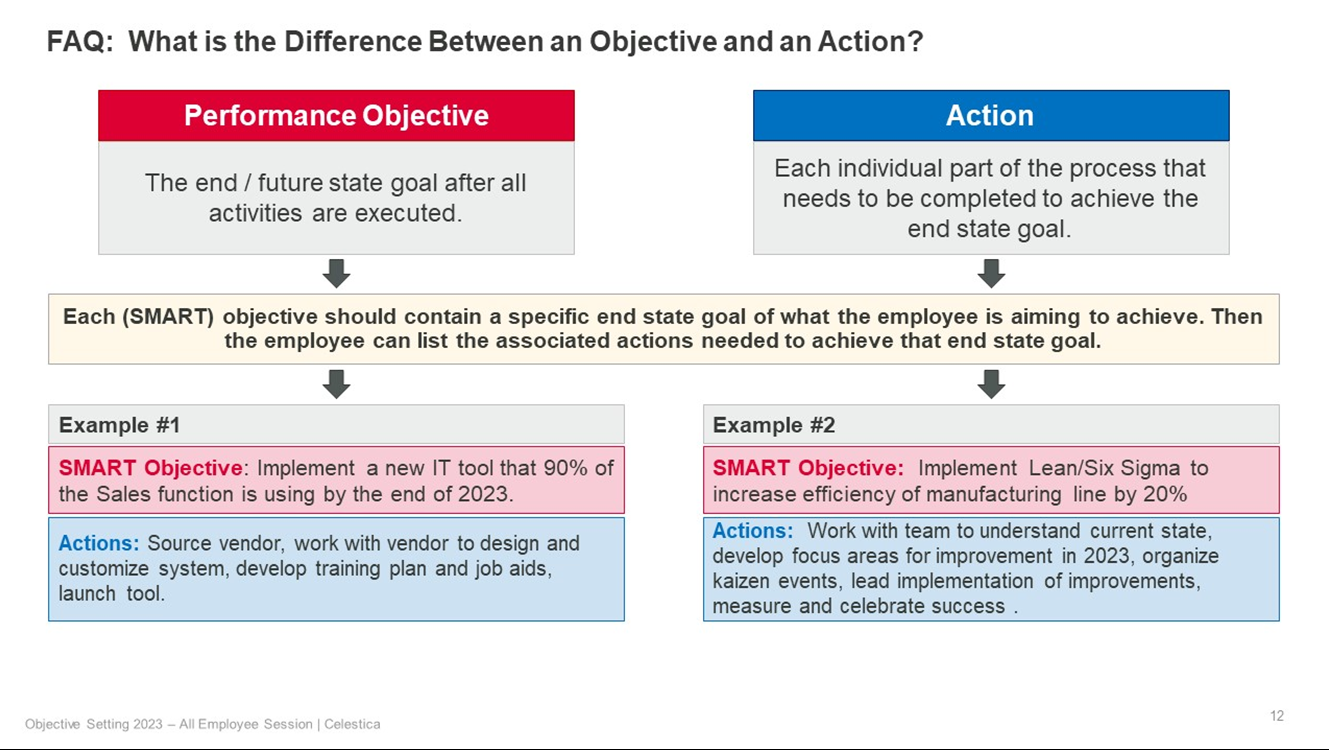 FAQ: What is the Difference Between an Objective and an Action?
Performance Objective
The end / future state goal after all
activities are executed.
Action
Each individual part of the process that
needs to be completed to achieve the
end state goal.
Each (SMART) objective should contain a specific end state goal of what the employee is aiming to achieve. Then
the employee can list the associated actions needed to achieve that end state goal.
Example #1
SMART Objective: Implement a new IT tool that 90% of
the Sales function is using by the end of 2023.
Actions: Source vendor, work with vendor to design and
customize system, develop training plan and job aids,
launch tool.
Example #2
SMART Objective: Implement Lean/Six Sigma to
increase efficiency of manufacturing line by 20%
Actions: Work with team to understand current state,
develop focus areas for improvement in 2023, organize
kaizen events, lead implementation of improvements,
measure and celebrate success .
Objective Setting 2023 – All Employee Session | Celestica
12